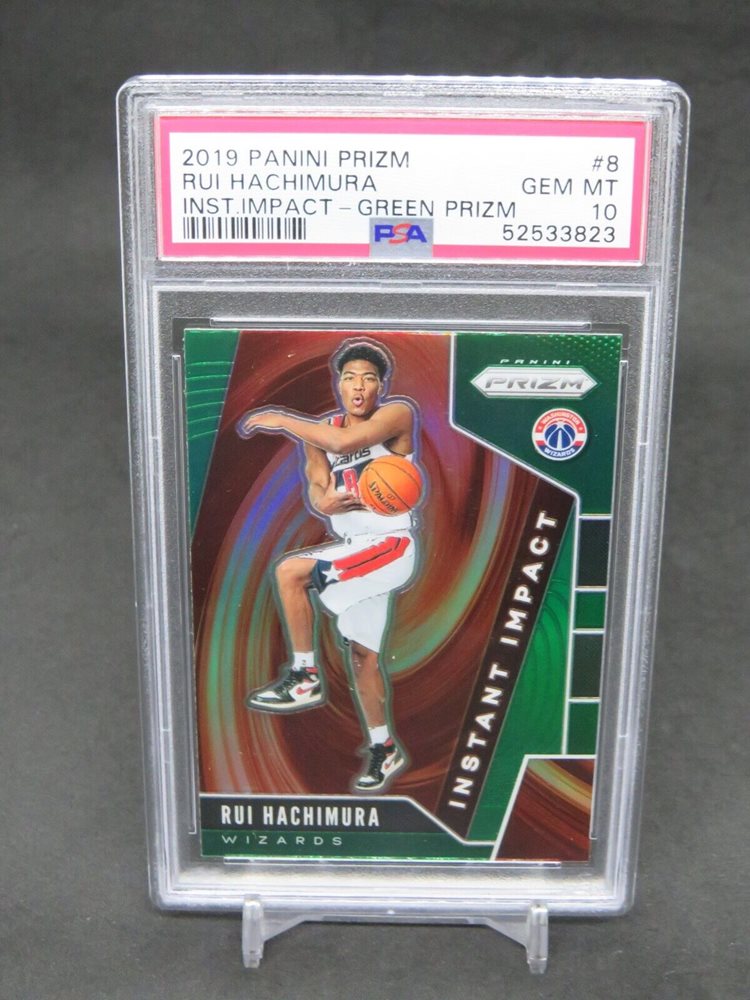 2019 PANINI PRIZM #8
RUI HACHIMURA GEM MT
INST.IMPACT – GREEN PRIZM 10
PSA 52533823
PANINI
PRIZM
WASHINGTON
WIZARDS
SPALDING
INSTANT IMPACT
RUI HACHIMURA
WIZARDS